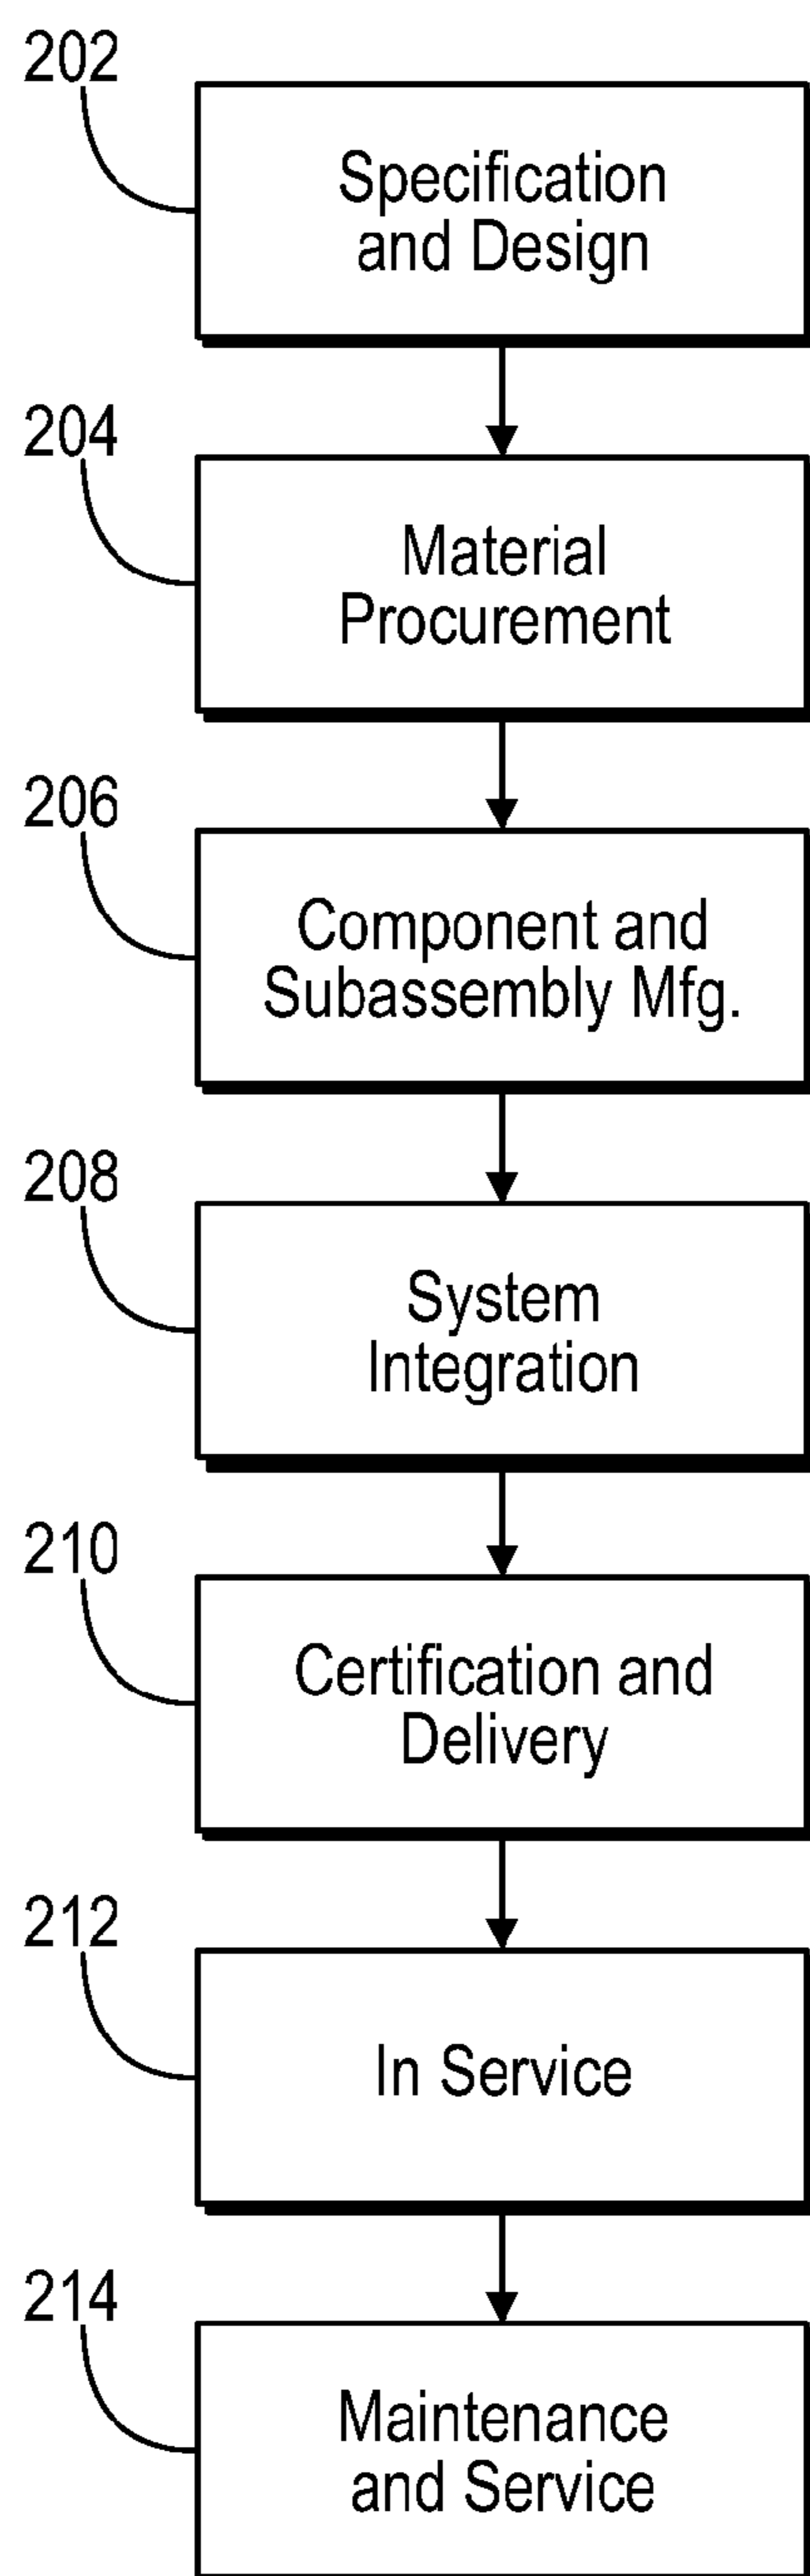 202
Specification
and Design
204
Material
Procurement
206
Component and
Subassembly Mfg.
208
System
Integration
210
Certification and
Delivery
212
In Service
214
Maintenance
and Service